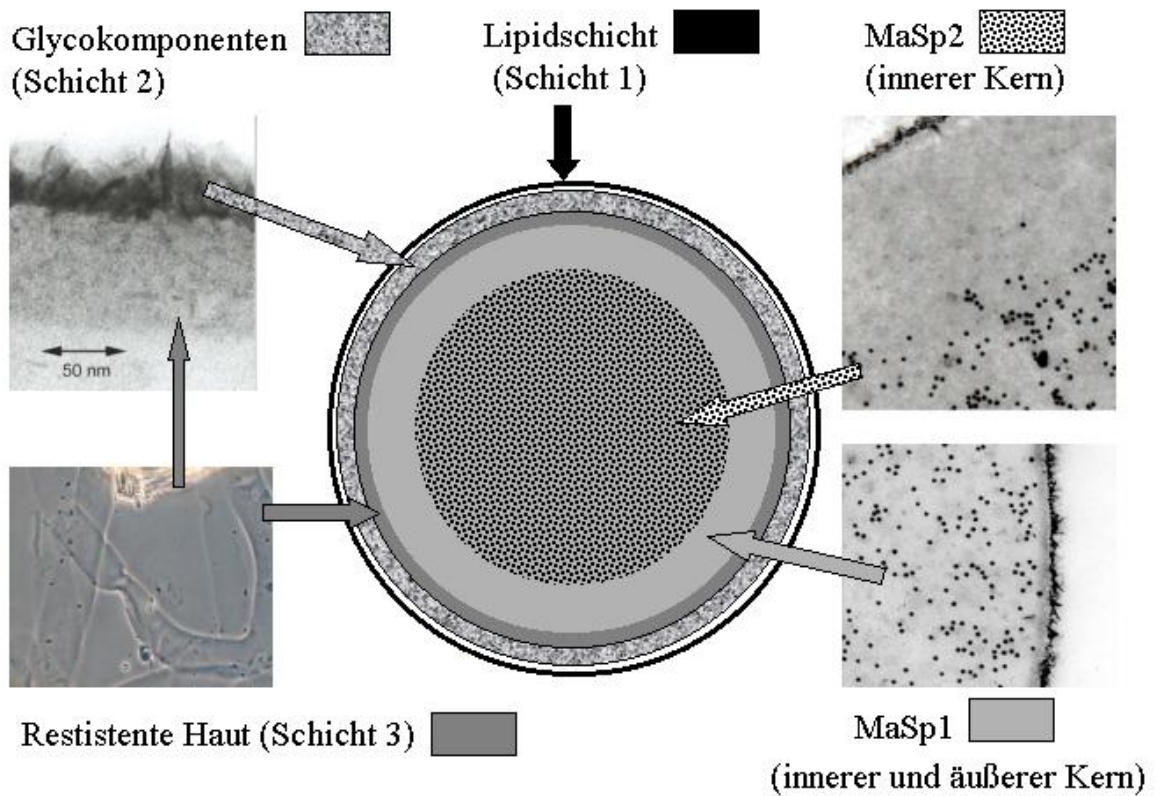 Glycokomponenten
(Schicht 2)
Lipidschicht
(Schicht 1)
MaSp2
(innerer Kern)
50 nm
Restistente Haut (Schicht 3)
MaSp1
(innerer und äußerer Kern)